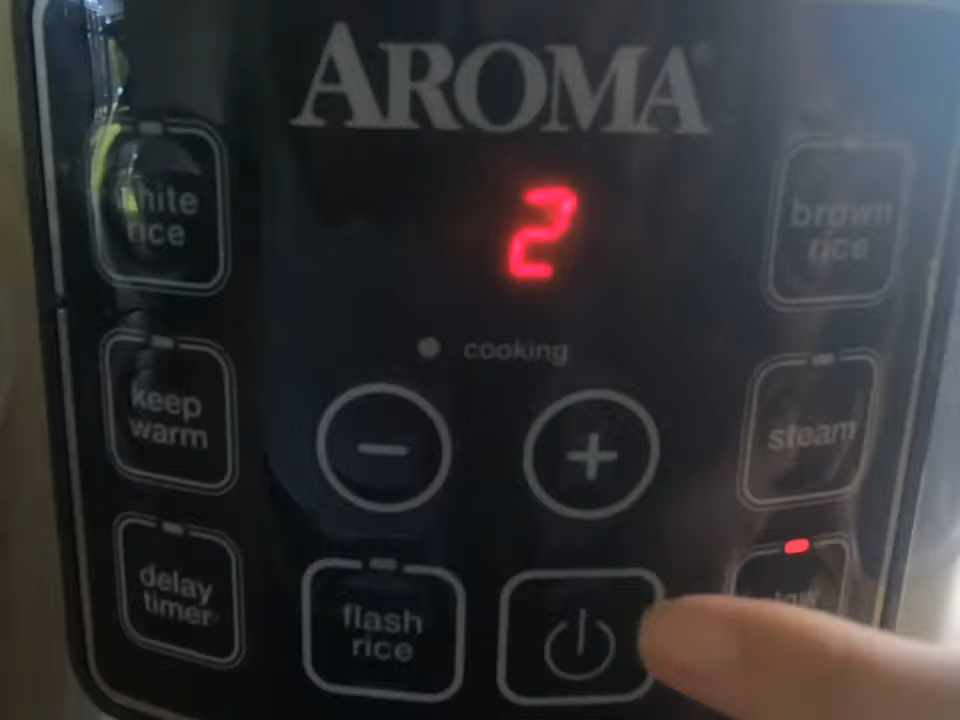 AROMA
white
rice
2
brown
rice
cooking
keep
warm
steam
delay
timer
flash
rice